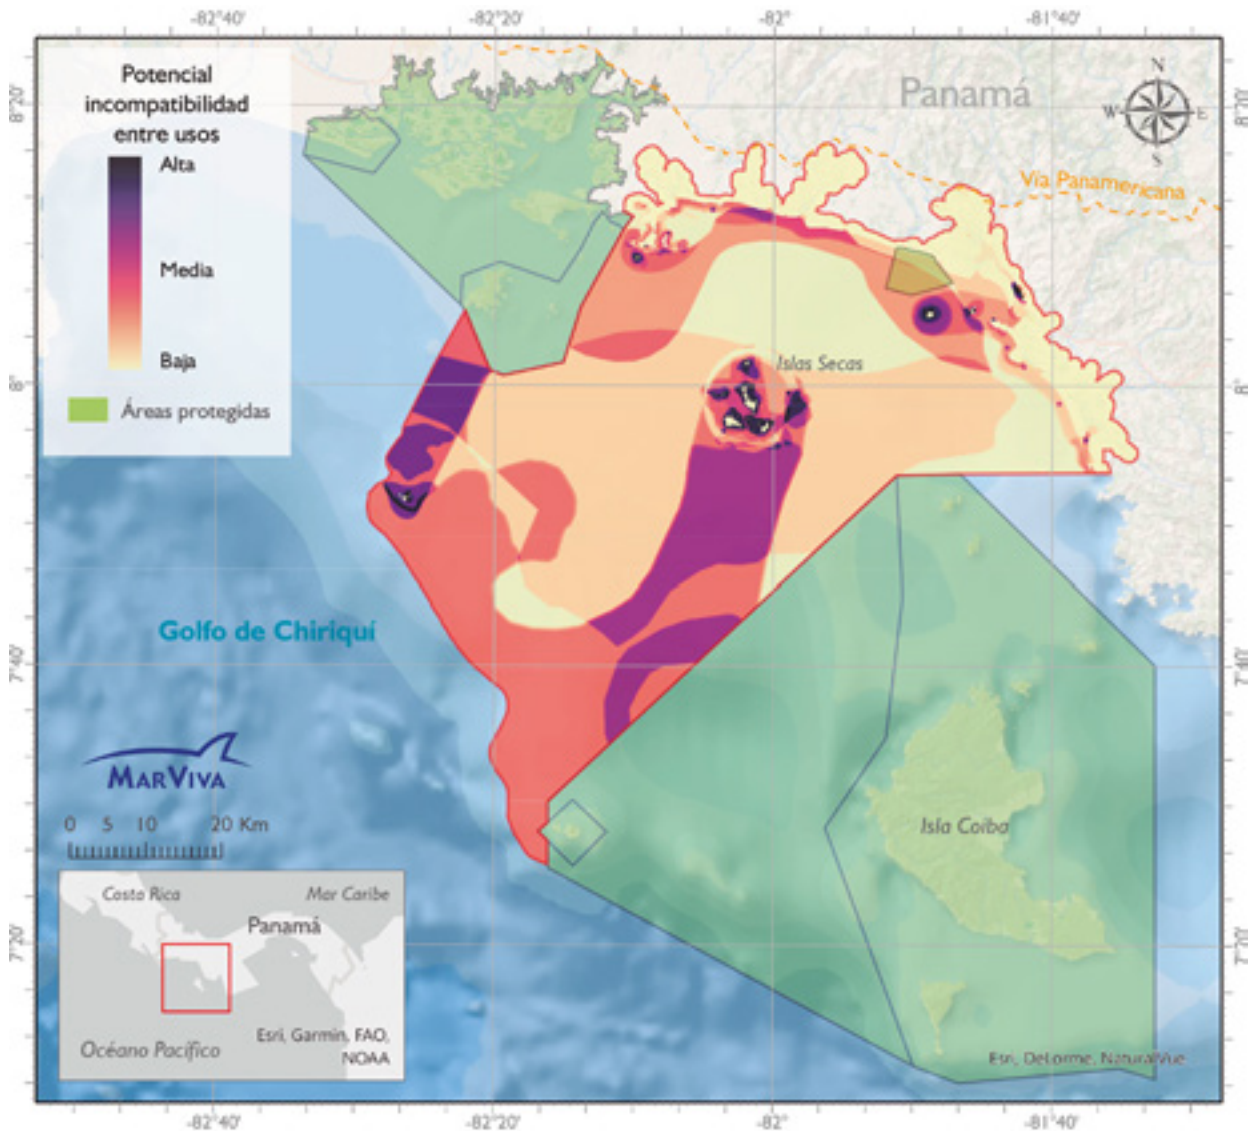 -82°40'
-82°20'
-82°
-81°40'
Potencial
incompatibilidad
entre usos
Alta
Media
Baja
Áreas protegidas
Panamá
N
W
E
S
Vía Panamericana
8°20'
8°20'
Islas Secas
8°
8°
Golfo de Chiriquí
7°40'
7°40'
MARVIVA
0 5 10 20 Km
Isla Coiba
Costa Rica
Mar Caribe
Panamá
Océano Pacífico
Esri, Garmin, FAO,
NOAA
7°20'
7°20'
Esri, DeLorme, NaturalVue
-82°40'
-82°20'
-82°
-81°40'